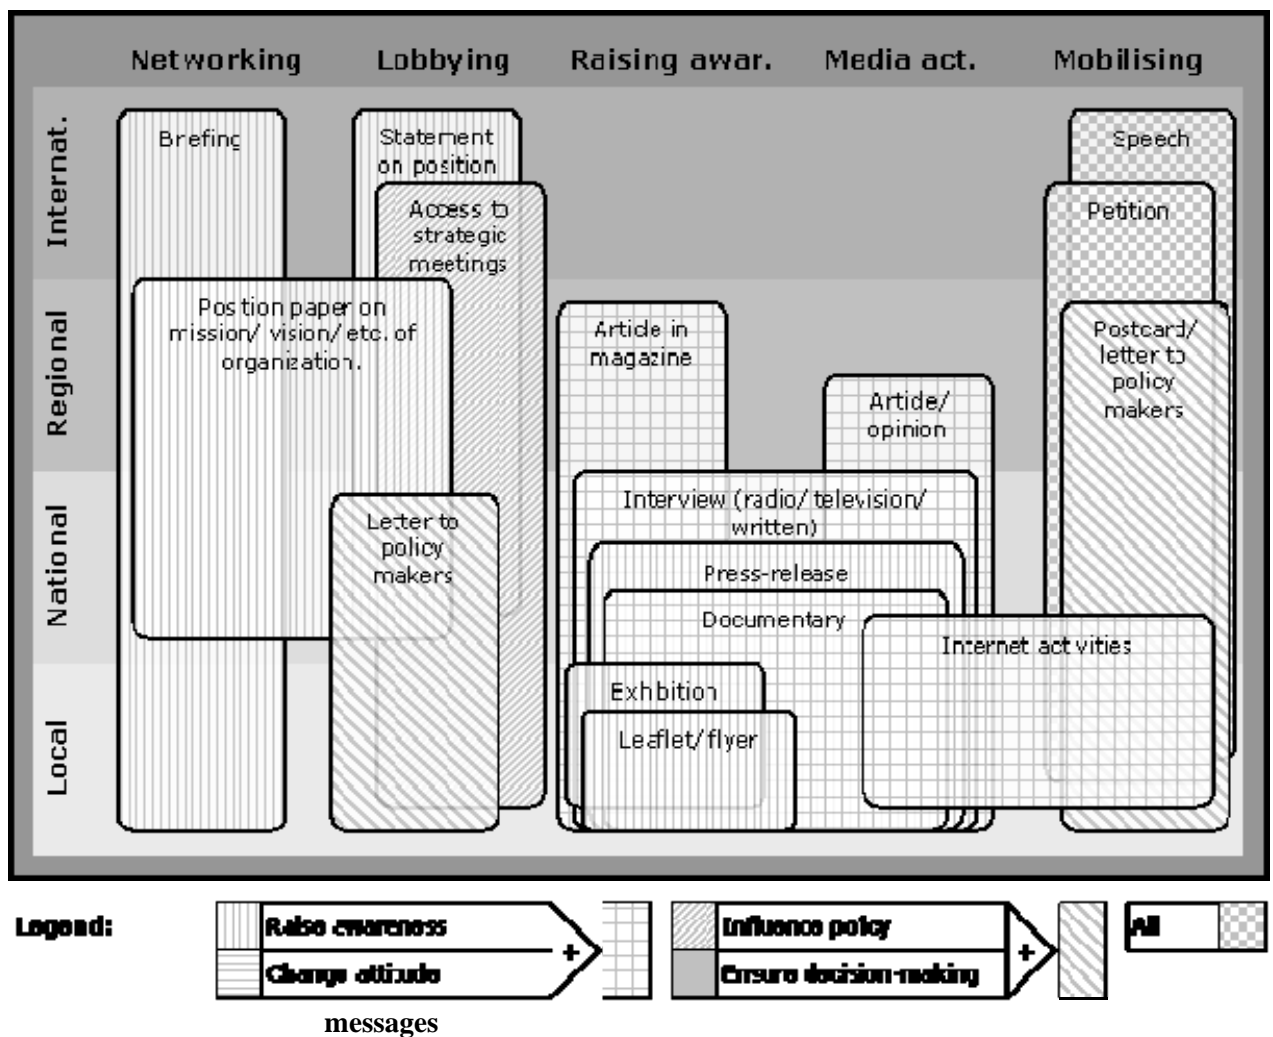 Networking
Lobbying
Raising awar.
Media act.
Mobilising
Internat.
Regional
National
Local
Briefing
Statement
on position
Access to
strategic
meetings
Position paper on
mission/ vision/ etc. of
organization.
Letter to
policy
makers
Article in
magazine
Article/
opinion
Interview (radio/ television/
written)
Press-release
Documentary
Exhibition
Leaflet/flyer
Internet activities
Speech
Petition
Postcard/
letter to
policy
makers
Legend:
Raise awareness
Change attitude
+
Influence policy
Ensure decision-making
+
All
messages